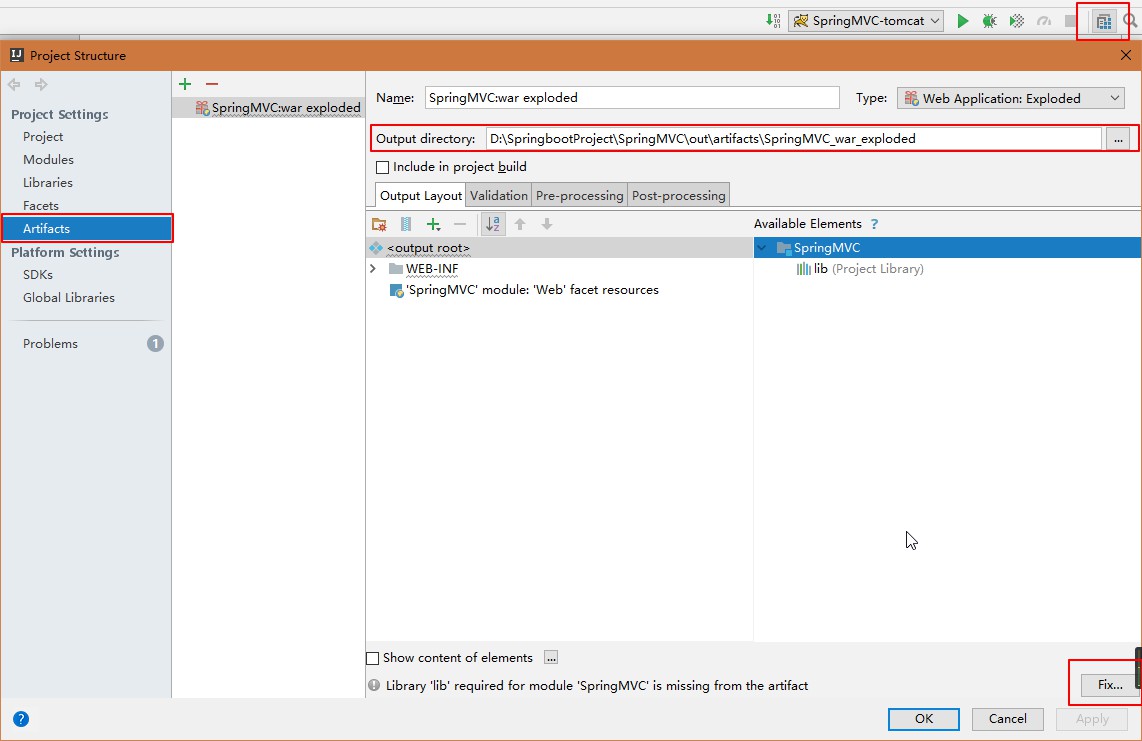 SpringMVC-tomcat
Project Structure
Project Settings
Project
Modules
Libraries
Facets
Artifacts
Platform Settings
SDKs
Global Libraries
Problems 1
SpringMVC:war exploded
Name: SpringMVC:war exploded Type: Web Application: Exploded
Output directory: D:\SpringbootProject\SpringMVC\out\artifacts\SpringMVC_war_exploded ...
Include in project build
Output Layout Validation Pre-processing Post-processing
Available Elements ?
<output root>
WEB-INF
'SpringMVC' module: 'Web' facet resources
SpringMVC
lib (Project Library)
Show content of elements ...
Library 'lib' required for module 'SpringMVC' is missing from the artifact
Fix...
? OK Cancel Apply